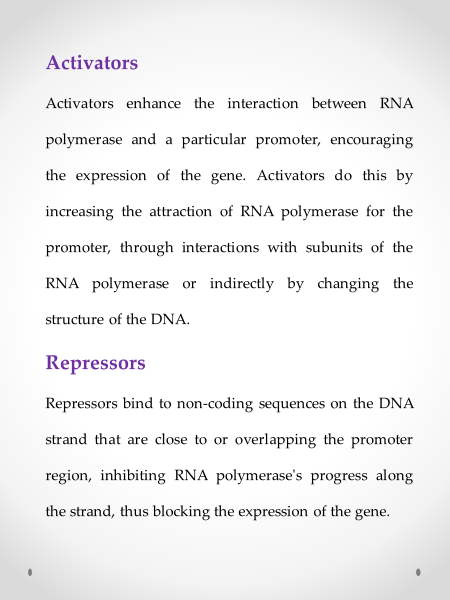 Activators
Activators enhance the interaction between RNA
polymerase and a particular promoter, encouraging
the expression of the gene. Activators do this by
increasing the attraction of RNA polymerase for the
promoter, through interactions with subunits of the
RNA polymerase or indirectly by changing the
structure of the DNA.
Repressors
Repressors bind to non-coding sequences on the DNA
strand that are close to or overlapping the promoter
region, inhibiting RNA polymerase's progress along
the strand, thus blocking the expression of the gene.